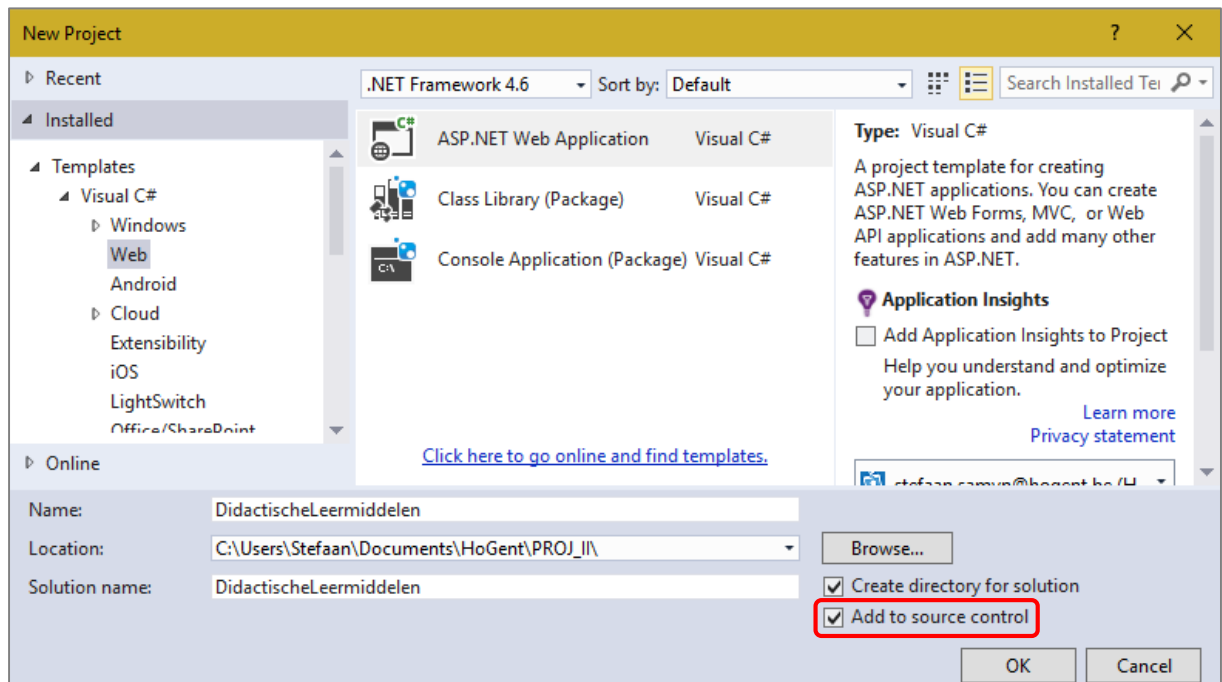 New Project
?
Recent
Installed
.NET Framework 4.6
Sort by:
Default
Search Installed Te
Templates
Visual C#
Windows
Web
Android
Cloud
Extensibility
iOS
LightSwitch
Office/SharePoint
Online
C#
ASP.NET Web Application Visual C#
Class Library (Package) Visual C#
C:\
Console Application (Package) Visual C#
Click here to go online and find templates.
Type: Visual C#
A project template for creating
ASP.NET applications. You can create
ASP.NET Web Forms, MVC, or Web
API applications and add many other
features in ASP.NET.
Application Insights
Add Application Insights to Project
Help you understand and optimize
your application.
Learn more
Privacy statement
stefaan.samyn@hogent.be (H
Name: DidactischeLeermiddelen
Location: C:\Users\Stefaan\Documents\HoGent\PROJ_II\
Browse...
Solution name: DidactischeLeermiddelen
Create directory for solution
Add to source control
OK
Cancel